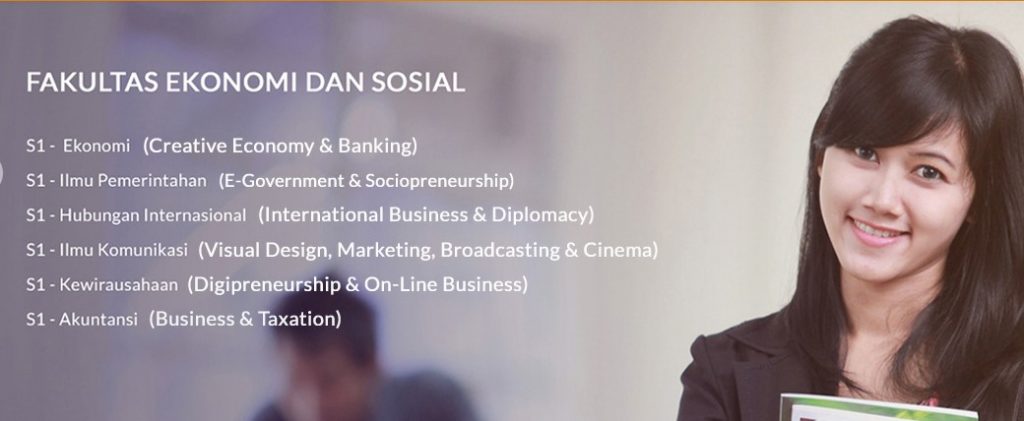 FAKULTAS EKONOMI DAN SOSIAL
S1 - Ekonomi (Creative Economy & Banking)
S1 - Ilmu Pemerintahan (E-Government & Sociopreneurship)
S1 - Hubungan Internasional (International Business & Diplomacy)
S1 - Ilmu Komunikasi (Visual Design, Marketing, Broadcasting & Cinema)
S1 - Kewirausahaan (Digipreneurship & On-Line Business)
S1 - Akuntansi (Business & Taxation)